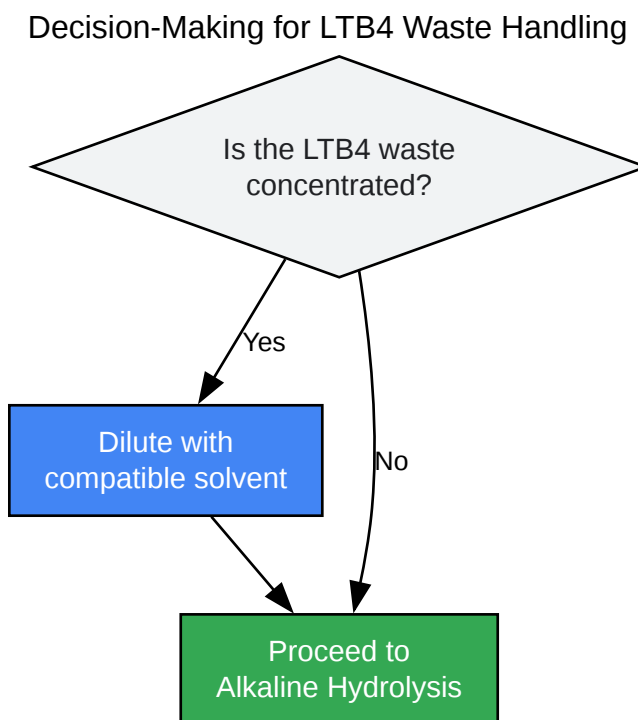 Decision-Making for LTB4 Waste Handling
Is the LTB4 waste
concentrated?
Yes
Dilute with
compatible solvent
No
Proceed to
Alkaline Hydrolysis